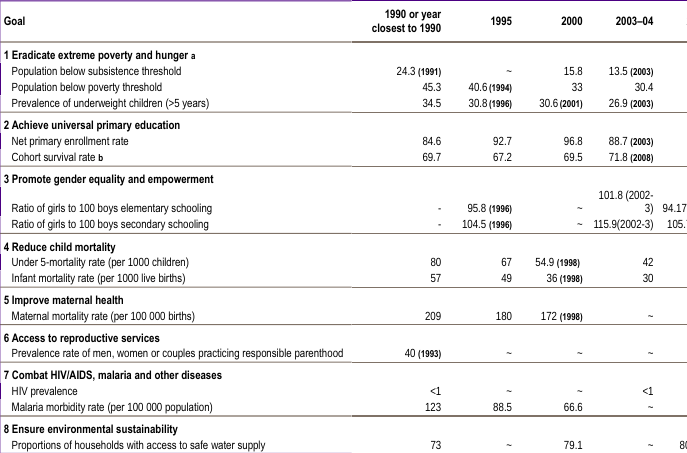 Goal 1990 or year closest to 1990 1995 2000 2003–04
1 Eradicate extreme poverty and hunger a
Population below subsistence threshold 24.3 (1991) ~ 15.8 13.5 (2003)
Population below poverty threshold 45.3 40.6 (1994) 33 30.4
Prevalence of underweight children (>5 years) 34.5 30.8 (1996) 30.6 (2001) 26.9 (2003)
2 Achieve universal primary education
Net primary enrollment rate 84.6 92.7 96.8 88.7 (2003)
Cohort survival rate b 69.7 67.2 69.5 71.8 (2008)
3 Promote gender equality and empowerment
Ratio of girls to 100 boys elementary schooling - 95.8 (1996) ~ 101.8 (2002-3) 94.17
Ratio of girls to 100 boys secondary schooling - 104.5 (1996) ~ 115.9(2002-3) 105.
4 Reduce child mortality
Under 5-mortality rate (per 1000 children) 80 67 54.9 (1998) 42
Infant mortality rate (per 1000 live births) 57 49 36 (1998) 30
5 Improve maternal health
Maternal mortality rate (per 100 000 births) 209 180 172 (1998) ~
6 Access to reproductive services
Prevalence rate of men, women or couples practicing responsible parenthood 40 (1993) ~ ~ ~
7 Combat HIV/AIDS, malaria and other diseases
HIV prevalence <1 ~ ~ <1
Malaria morbidity rate (per 100 000 population) 123 88.5 66.6 ~
8 Ensure environmental sustainability
Proportions of households with access to safe water supply 73 ~ 79.1 ~